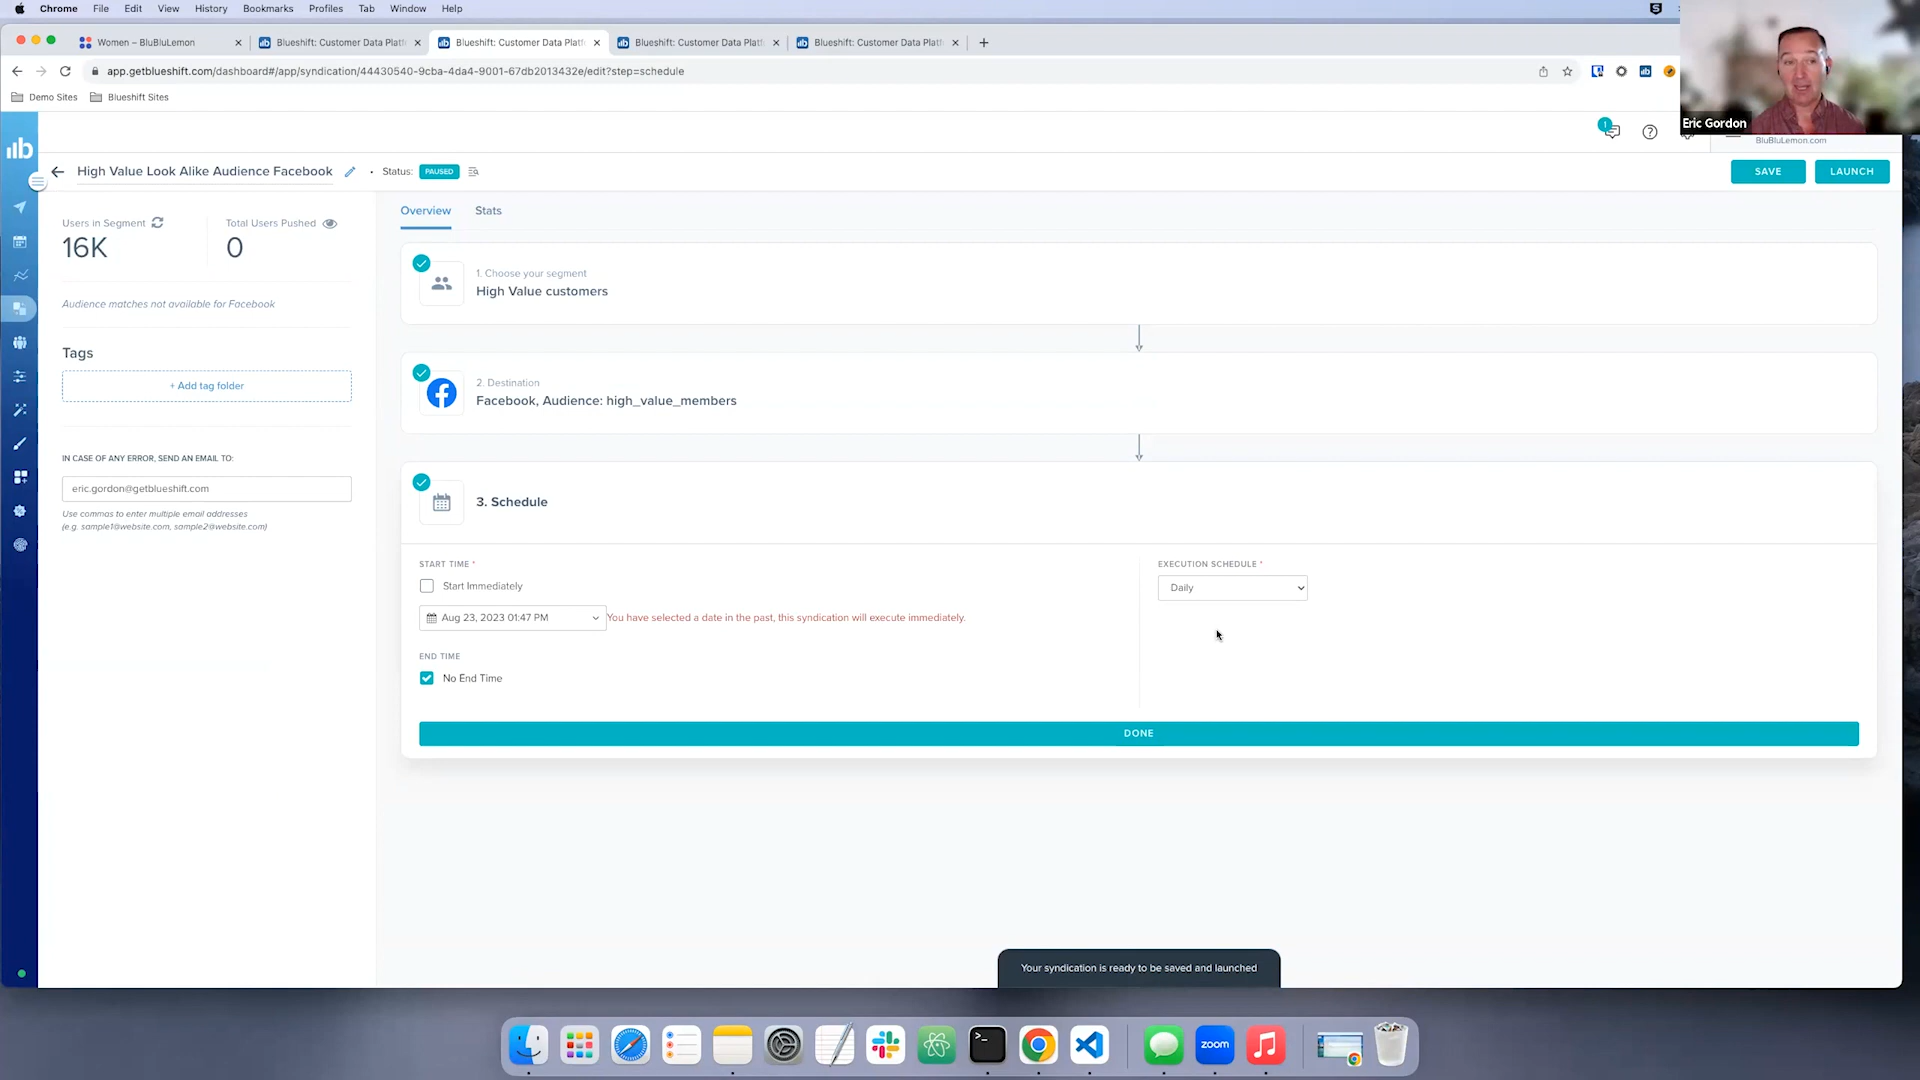 Chrome File Edit View History Bookmarks Profiles Tab Window Help
Women – BluBluLemon
Blueshift: Customer Data Platf
Blueshift: Customer Data Platf
Blueshift: Customer Data Platf
Blueshift: Customer Data Platf
app.getblueshift.com/dashboard#/app/syndication/44430540-9cba-4da4-9001-67db2013432e/edit?step=schedule
Demo Sites
Blueshift Sites
Eric Gordon
1
BluBluLemon.com
High Value Look Alike Audience Facebook
Status: PAUSED
SAVE
LAUNCH
Users in Segment
16K
Total Users Pushed
0
Audience matches not available for Facebook
Tags
+ Add tag folder
IN CASE OF ANY ERROR, SEND AN EMAIL TO:
eric.gordon@getblueshift.com
Use commas to enter multiple email addresses
(e.g. sample1@website.com, sample2@website.com)
Overview
Stats
1. Choose your segment
High Value customers
2. Destination
Facebook, Audience: high_value_members
3. Schedule
START TIME *
Start Immediately
Aug 23, 2023 01:47 PM
You have selected a date in the past, this syndication will execute immediately.
END TIME
No End Time
EXECUTION SCHEDULE *
Daily
DONE
Your syndication is ready to be saved and launched
zoom